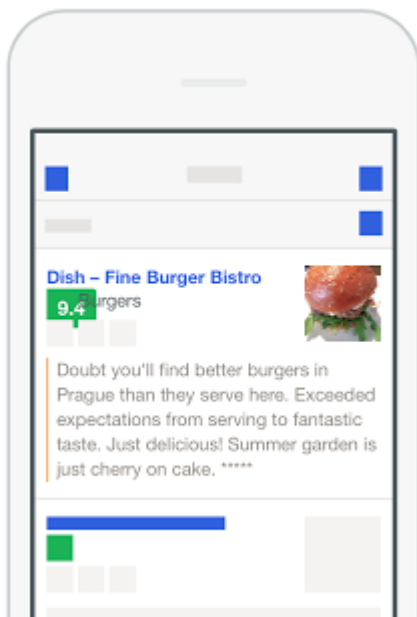 Dish – Fine Burger Bistro
9.4 Burgers
Doubt you'll find better burgers in
Prague than they serve here. Exceeded
expectations from serving to fantastic
taste. Just delicious! Summer garden is
just cherry on cake. *****